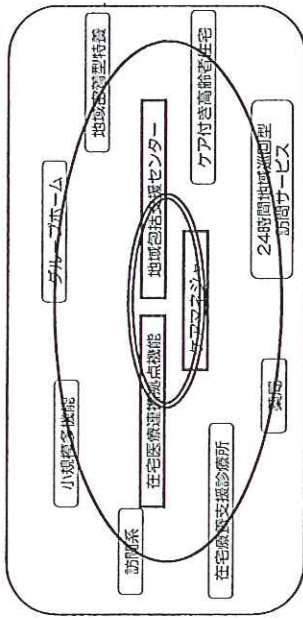 グループホーム
地域密着型特養
小規模多機能
訪問系
在宅医療連携拠点機能
地域包括支援センター
ケアマネジャー
ケア付き高齢者住宅
在宅療養支援診療所
薬局
24時間地域巡回型
訪問サービス